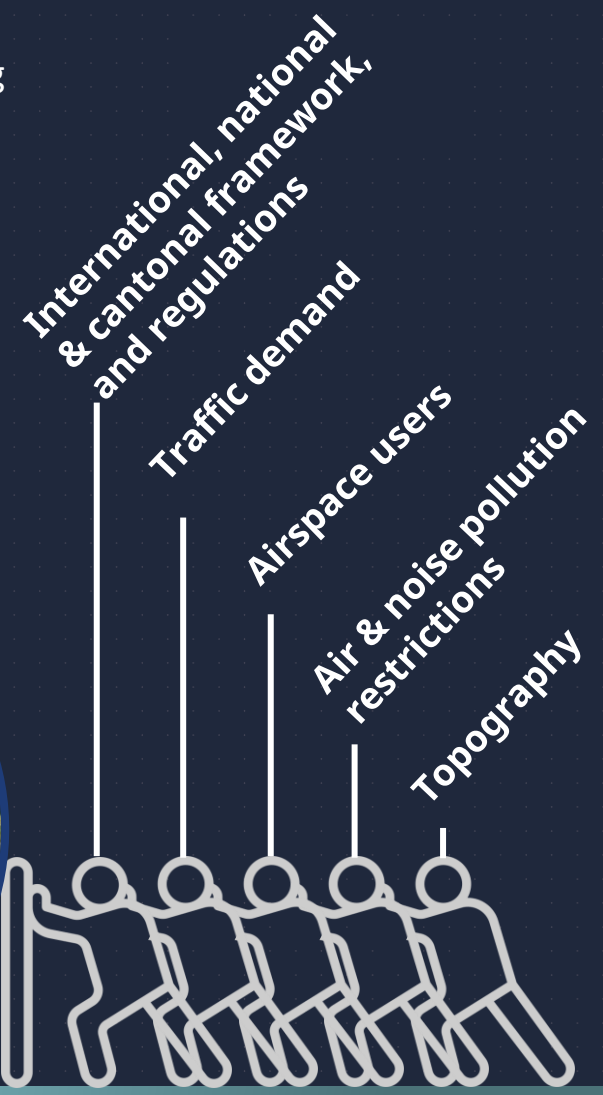 International, national
& cantonal framework,
and regulations
Traffic demand
Airspace users
Air & noise pollution
restrictions
Topography